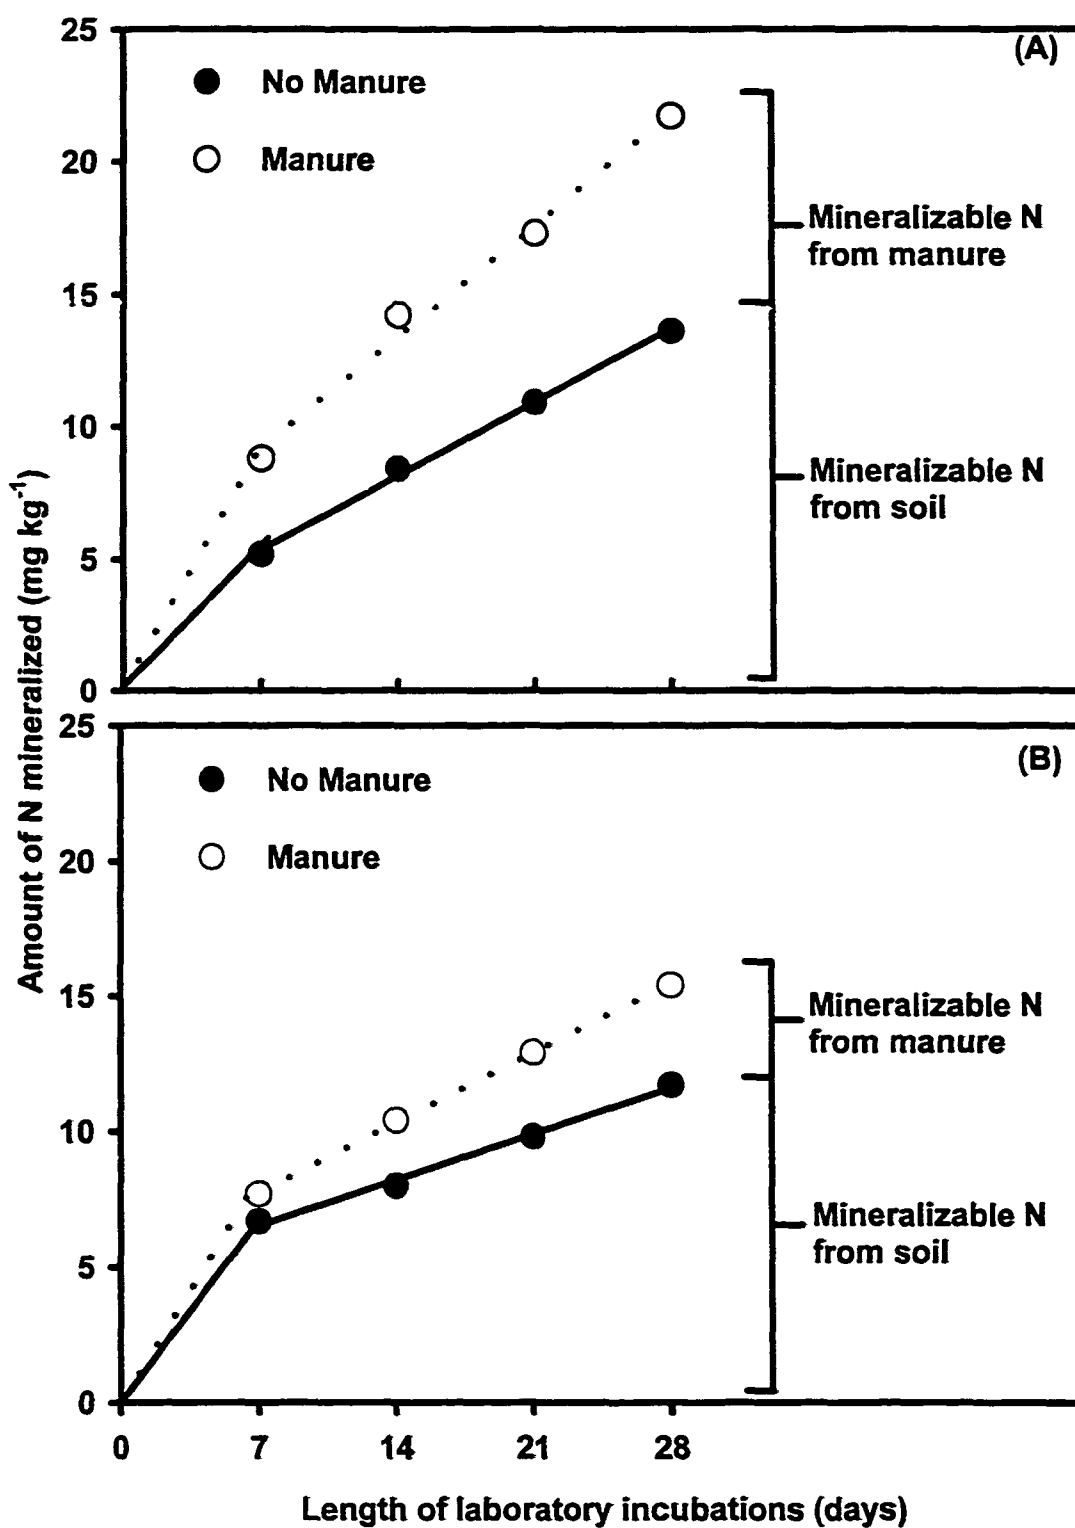 25
(A)
No Manure
20
Manure
Mineralizable N
from manure
15
10
Mineralizable N
from soil
5
0
Amount of N mineralized (mg kg⁻¹)
25
(B)
No Manure
20
Manure
15
Mineralizable N
from manure
10
Mineralizable N
from soil
5
0
0 7 14 21 28
Length of laboratory incubations (days)